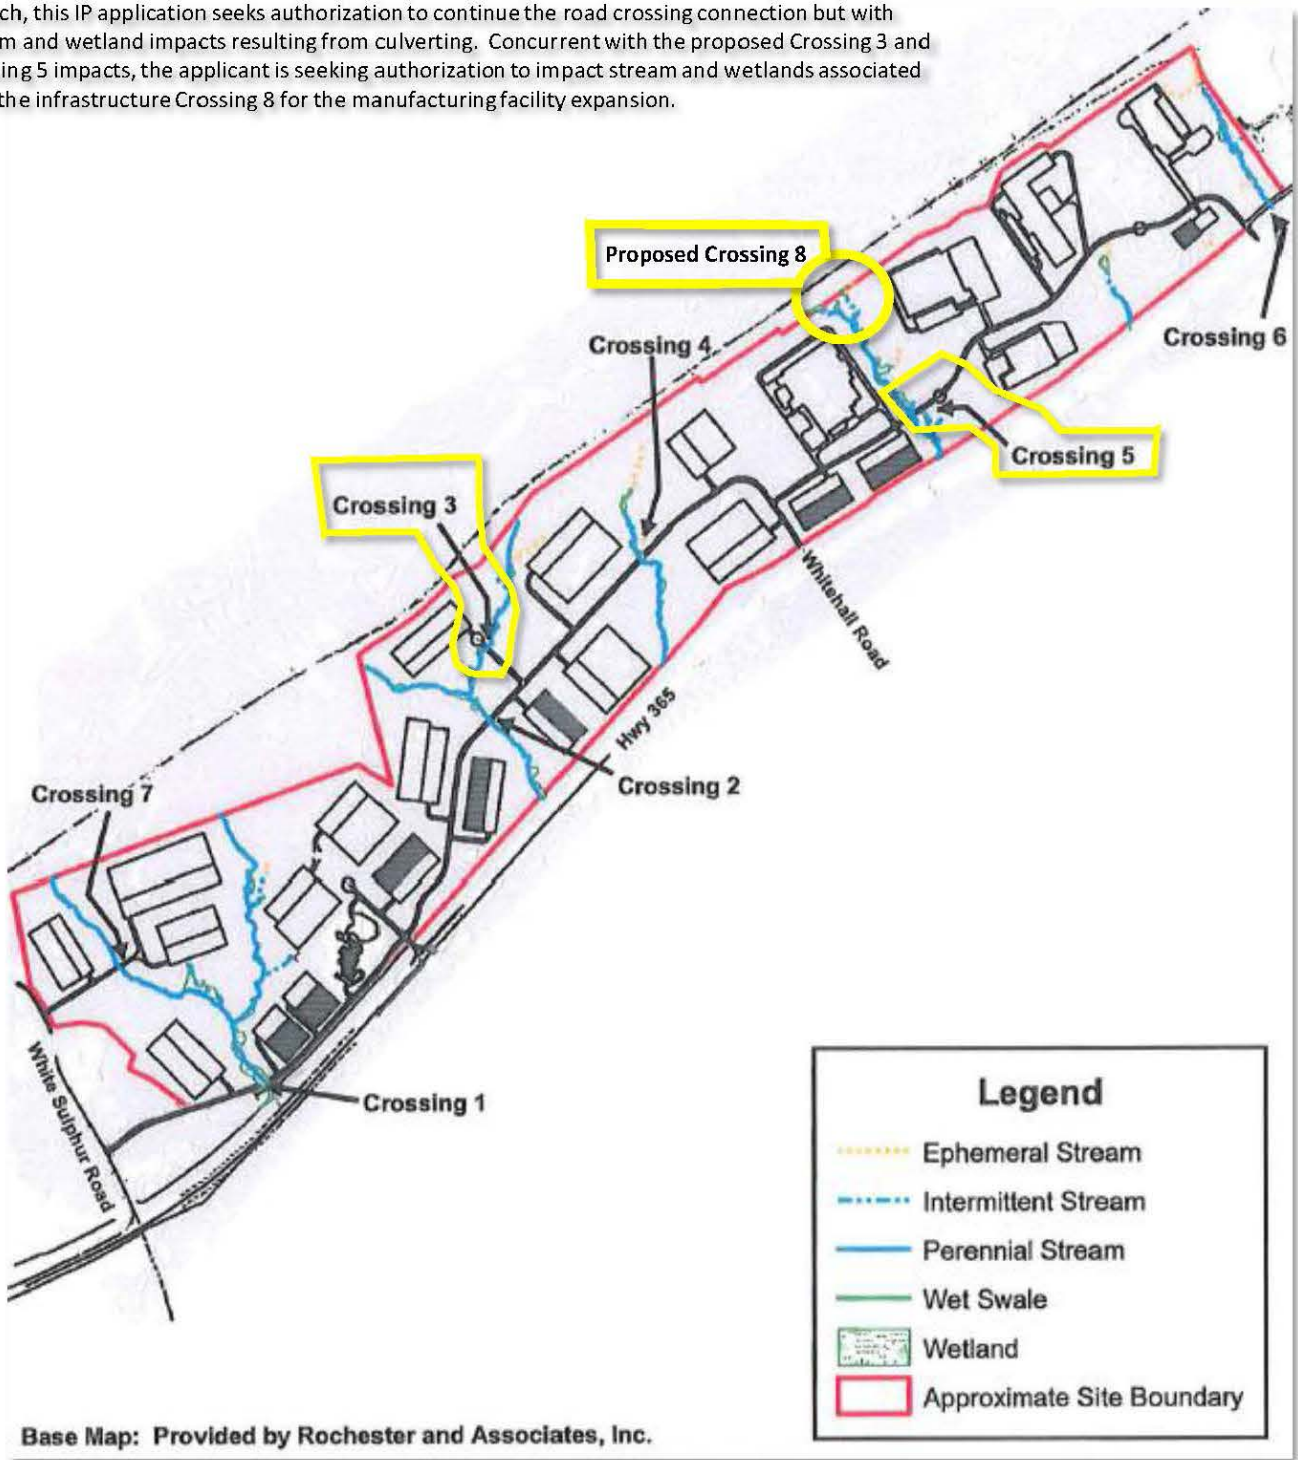 ch, this IP application seeks authorization to continue the road crossing connection but with
m and wetland impacts resulting from culverting. Concurrent with the proposed Crossing 3 and
ing 5 impacts, the applicant is seeking authorization to impact stream and wetlands associated
the infrastructure Crossing 8 for the manufacturing facility expansion.
Proposed Crossing 8
Crossing 4
Crossing 6
Crossing 5
Crossing 3
Whitehall Road
Hwy 365
Crossing 2
Crossing 7
White Sulphur Road
Crossing 1
Legend
Ephemeral Stream
Intermittent Stream
Perennial Stream
Wet Swale
Wetland
Approximate Site Boundary
Base Map: Provided by Rochester and Associates, Inc.